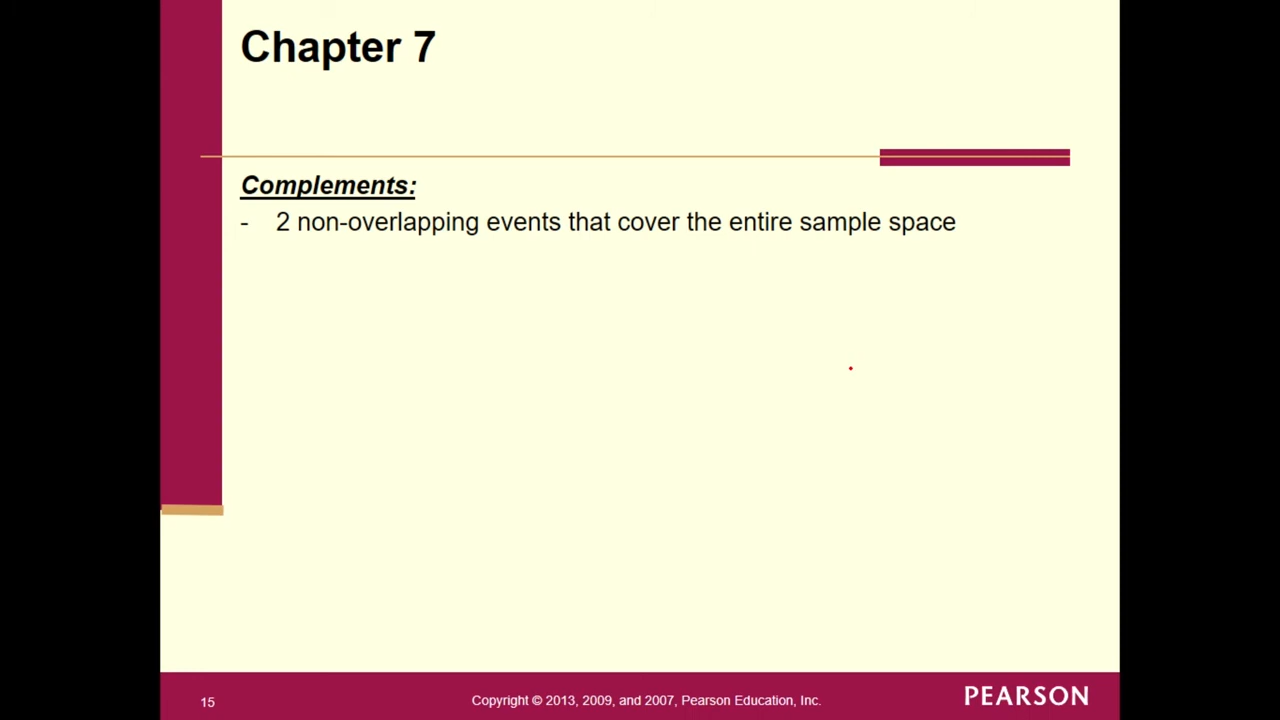 Chapter 7
Complements:
- 2 non-overlapping events that cover the entire sample space
15
Copyright © 2013, 2009, and 2007, Pearson Education, Inc.
PEARSON